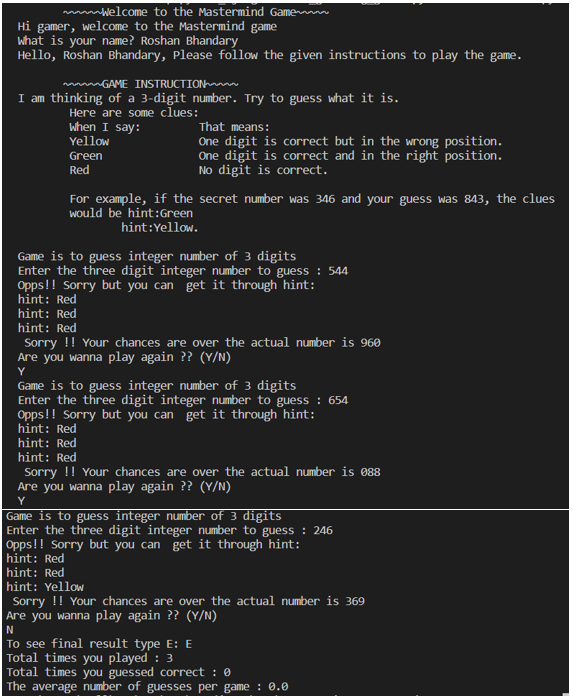 ~~~~~~Welcome to the Mastermind Game~~~~~
Hi gamer, welcome to the Mastermind game
What is your name? Roshan Bhandary
Hello, Roshan Bhandary, Please follow the given instructions to play the game.
~~~~~~GAME INSTRUCTION~~~~~
I am thinking of a 3-digit number. Try to guess what it is.
Here are some clues:
When I say: That means:
Yellow One digit is correct but in the wrong position.
Green One digit is correct and in the right position.
Red No digit is correct.
For example, if the secret number was 346 and your guess was 843, the clues
would be hint:Green
hint:Yellow.
Game is to guess integer number of 3 digits
Enter the three digit integer number to guess : 544
Opps!! Sorry but you can  get it through hint:
hint: Red
hint: Red
hint: Red
Sorry !! Your chances are over the actual number is 960
Are you wanna play again ?? (Y/N)
Y
Game is to guess integer number of 3 digits
Enter the three digit integer number to guess : 654
Opps!! Sorry but you can  get it through hint:
hint: Red
hint: Red
hint: Red
Sorry !! Your chances are over the actual number is 088
Are you wanna play again ?? (Y/N)
Y
Game is to guess integer number of 3 digits
Enter the three digit integer number to guess : 246
Opps!! Sorry but you can  get it through hint:
hint: Red
hint: Red
hint: Yellow
Sorry !! Your chances are over the actual number is 369
Are you wanna play again ?? (Y/N)
N
To see final result type E: E
Total times you played : 3
Total times you guessed correct : 0
The average number of guesses per game : 0.0